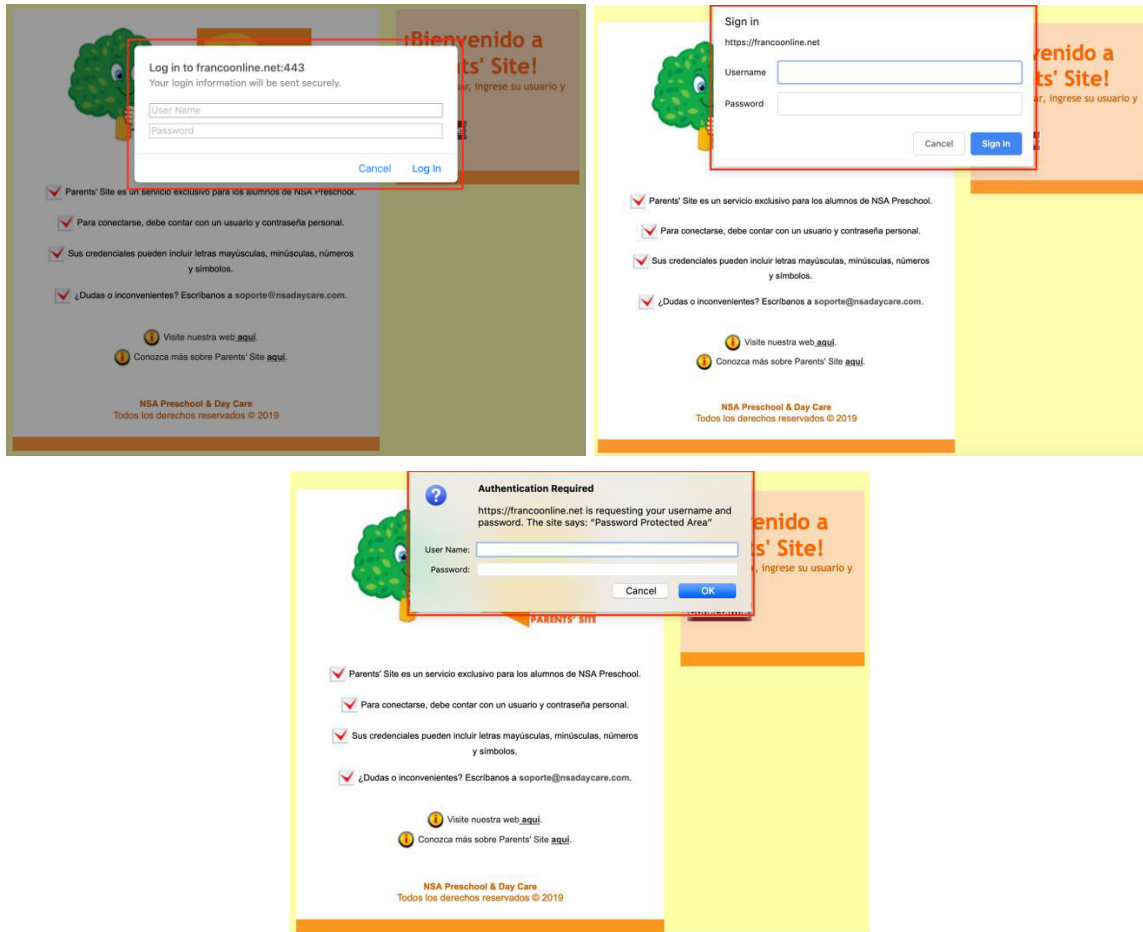 ¡Bienvenido a
ts' Site!
ar, ingrese su usuario y
Log in to francoonline.net:443
Your login information will be sent securely.
User Name
Password
Cancel Log In
Parents' Site es un servicio exclusivo para los alumnos de NSA Preschool.
Para conectarse, debe contar con un usuario y contraseña personal.
Sus credenciales pueden incluir letras mayúsculas, minúsculas, números
y símbolos.
¿Dudas o inconvenientes? Escríbanos a soporte@nsadaycare.com.
Visite nuestra web aquí.
Conozca más sobre Parents' Site aquí.
NSA Preschool & Day Care
Todos los derechos reservados © 2019
Sign in
https://francoonline.net
Username
Password
Cancel Sign In
venido a
ts' Site!
ar, ingrese su usuario y
Parents' Site es un servicio exclusivo para los alumnos de NSA Preschool.
Para conectarse, debe contar con un usuario y contraseña personal.
Sus credenciales pueden incluir letras mayúsculas, minúsculas, números
y símbolos.
¿Dudas o inconvenientes? Escríbanos a soporte@nsadaycare.com.
Visite nuestra web aquí.
Conozca más sobre Parents' Site aquí.
NSA Preschool & Day Care
Todos los derechos reservados © 2019
Authentication Required
https://francoonline.net is requesting your username and
password. The site says: “Password Protected Area”
User Name:
Password:
Cancel OK
enido a
s' Site!
, ingrese su usuario y
PARENTS' SITE
Parents' Site es un servicio exclusivo para los alumnos de NSA Preschool.
Para conectarse, debe contar con un usuario y contraseña personal.
Sus credenciales pueden incluir letras mayúsculas, minúsculas, números
y símbolos.
¿Dudas o inconvenientes? Escríbanos a soporte@nsadaycare.com.
Visite nuestra web aquí.
Conozca más sobre Parents' Site aquí.
NSA Preschool & Day Care
Todos los derechos reservados © 2019